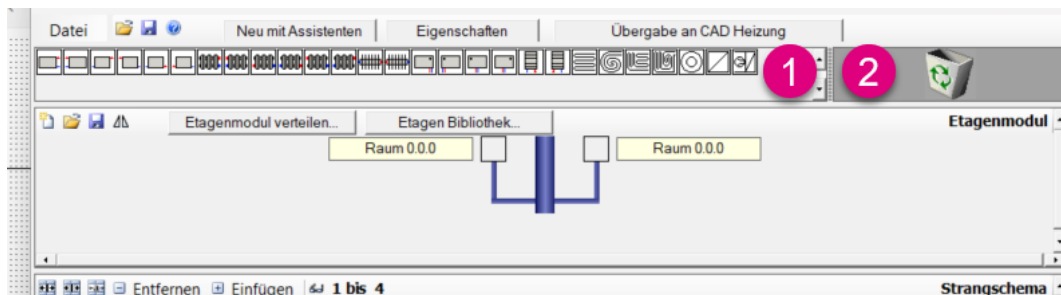 Datei Neu mit Assistenten Eigenschaften Übergabe an CAD Heizung
1 2
Etagenmodul verteilen... Etagen Bibliothek... Etagenmodul
Raum 0.0.0 Raum 0.0.0
Entfernen Einfügen 1 bis 4 Strangschema